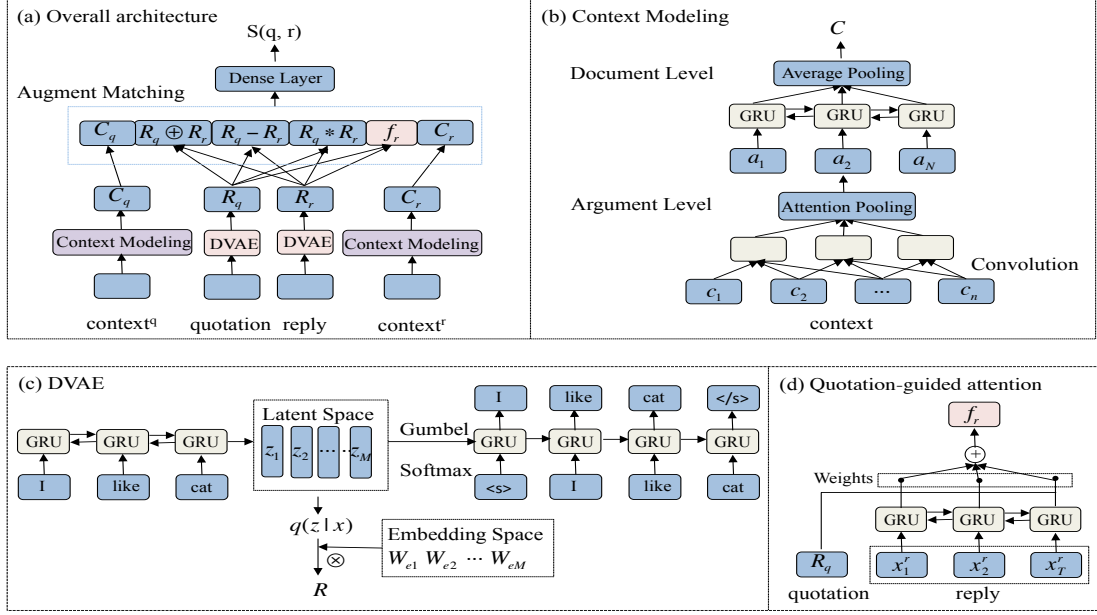 (a) Overall architecture
S(q, r)
Dense Layer
Augment Matching
C_q R_q ⊕ R_r R_q − R_r R_q * R_r f_r C_r
C_q R_q R_r C_r
Context Modeling DVAE DVAE Context Modeling
context^q quotation reply context^r
(b) Context Modeling
C
Document Level Average Pooling
GRU GRU GRU
a_1 a_2 a_N
Argument Level Attention Pooling
Convolution
c_1 c_2 ... c_n
context
(c) DVAE
I like cat </s>
Latent Space
GRU GRU GRU z_1 z_2 ... ... z_M Gumbel GRU GRU GRU GRU
Softmax
I like cat <s> I like cat
q(z | x)
Embedding Space
⊗ W_e1 W_e2 ... W_eM
R
(d) Quotation-guided attention
f_r
+
Weights
GRU GRU GRU
R_q x_1^r x_2^r x_T^r
quotation reply